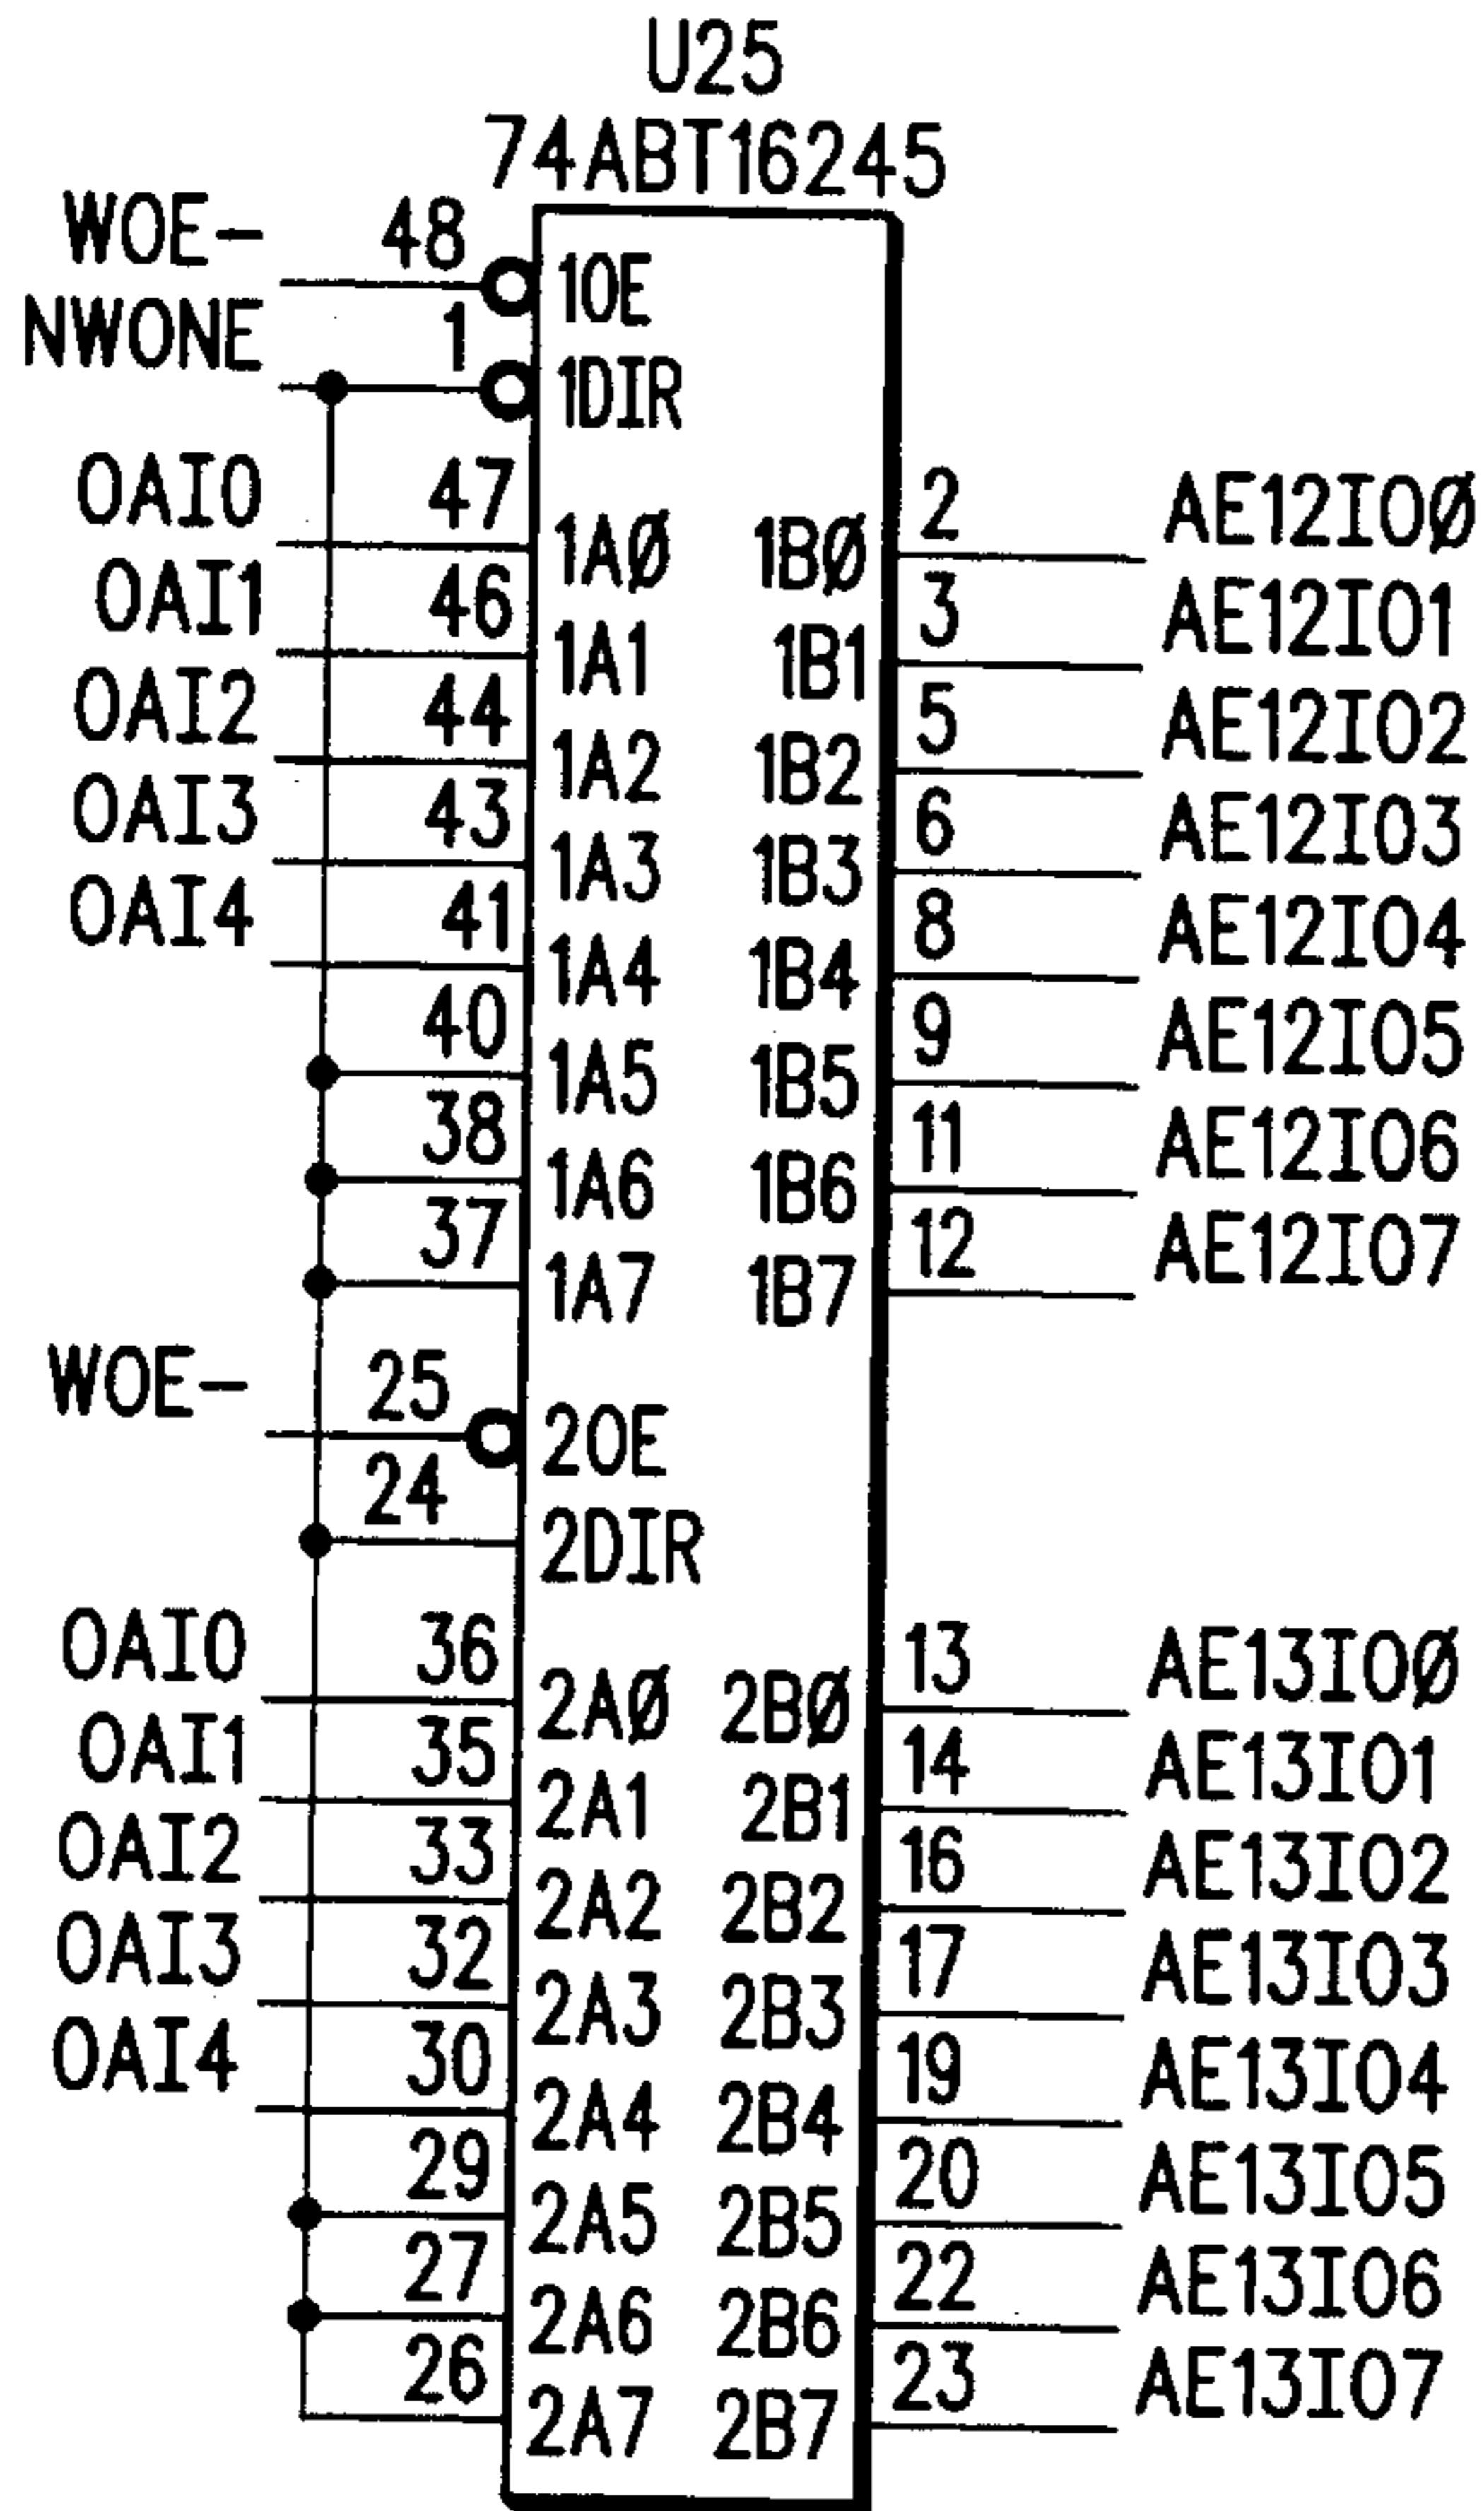 U25
74ABT16245
WOE- 48 1OE
NWONE 1 1DIR
OAI0 47 1AØ 1BØ 2 AE12IOØ
OAI1 46 1A1 1B1 3 AE12IO1
OAI2 44 1A2 1B2 5 AE12IO2
OAI3 43 1A3 1B3 6 AE12IO3
OAI4 41 1A4 1B4 8 AE12IO4
40 1A5 1B5 9 AE12IO5
38 1A6 1B6 11 AE12IO6
37 1A7 1B7 12 AE12IO7
WOE- 25 2OE
24 2DIR
OAI0 36 2AØ 2BØ 13 AE13IOØ
OAI1 35 2A1 2B1 14 AE13IO1
OAI2 33 2A2 2B2 16 AE13IO2
OAI3 32 2A3 2B3 17 AE13IO3
OAI4 30 2A4 2B4 19 AE13IO4
29 2A5 2B5 20 AE13IO5
27 2A6 2B6 22 AE13IO6
26 2A7 2B7 23 AE13IO7